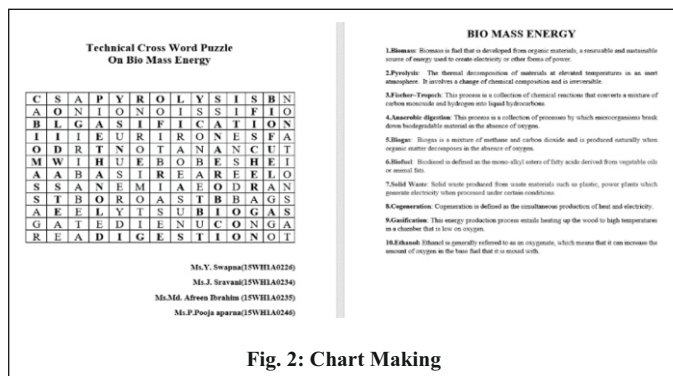 Technical Cross Word Puzzle
On Bio Mass Energy
C S A P Y R O L Y S I S B N
A O N I O N O I S S I F I O
B L G A S I F I C A T I O N
I I I E U R I R O N E S F A
O D R T N O T A N A N C U T
M W I H U E B O B E S H E I
A A B A S I R E A R E E L O
S S A N E M I A E O D R A N
S T B O R O A S T B B A G S
A E E L Y T S U B I O G A S
G A T E D I E N U C O N G A
R E A D I G E S T I O N O T
Ms.Y. Swapna(15WH1A0226)
Ms.J. Sravani(15WH1A0234)
Ms.Md. Afreen Ibrahim (15WH1A0235)
Ms.P.Pooja aparna(15WH1A0246)
BIO MASS ENERGY
1.Biomass: Biomass is fuel that is developed from organic materials, a renewable and sustainable
source of energy used to create electricity or other forms of power.
2.Pyrolysis: The thermal decomposition of materials at elevated temperatures in an inert
atmosphere. It involves a change of chemical composition and is irreversible.
3.Fischer–Tropsch: This process is a collection of chemical reactions that converts a mixture of
carbon monoxide and hydrogen into liquid hydrocarbons.
4.Anaerobic digestion: This process is a collection of processes by which microorganisms break
down biodegradable material in the absence of oxygen.
5.Biogas: Biogas is a mixture of methane and carbon dioxide and is produced naturally when
organic matter decomposes in the absence of oxygen.
6.Biofuel: Biodiesel is defined as the mono-alkyl esters of fatty acids derived from vegetable oils
or animal fats.
7.Solid Waste: Solid waste produced from waste materials such as plastic, power plants which
generate electricity when processed under certain conditions.
8.Cogeneration: Cogeneration is defined as the simultaneous production of heat and electricity.
9.Gasification: This energy production process entails heating up the wood to high temperatures
in a chamber that is low on oxygen.
10.Ethanol: Ethanol is generally referred to as an oxygenate, which means that it can increase the
amount of oxygen in the base fuel that it is mixed with.
Fig. 2: Chart Making